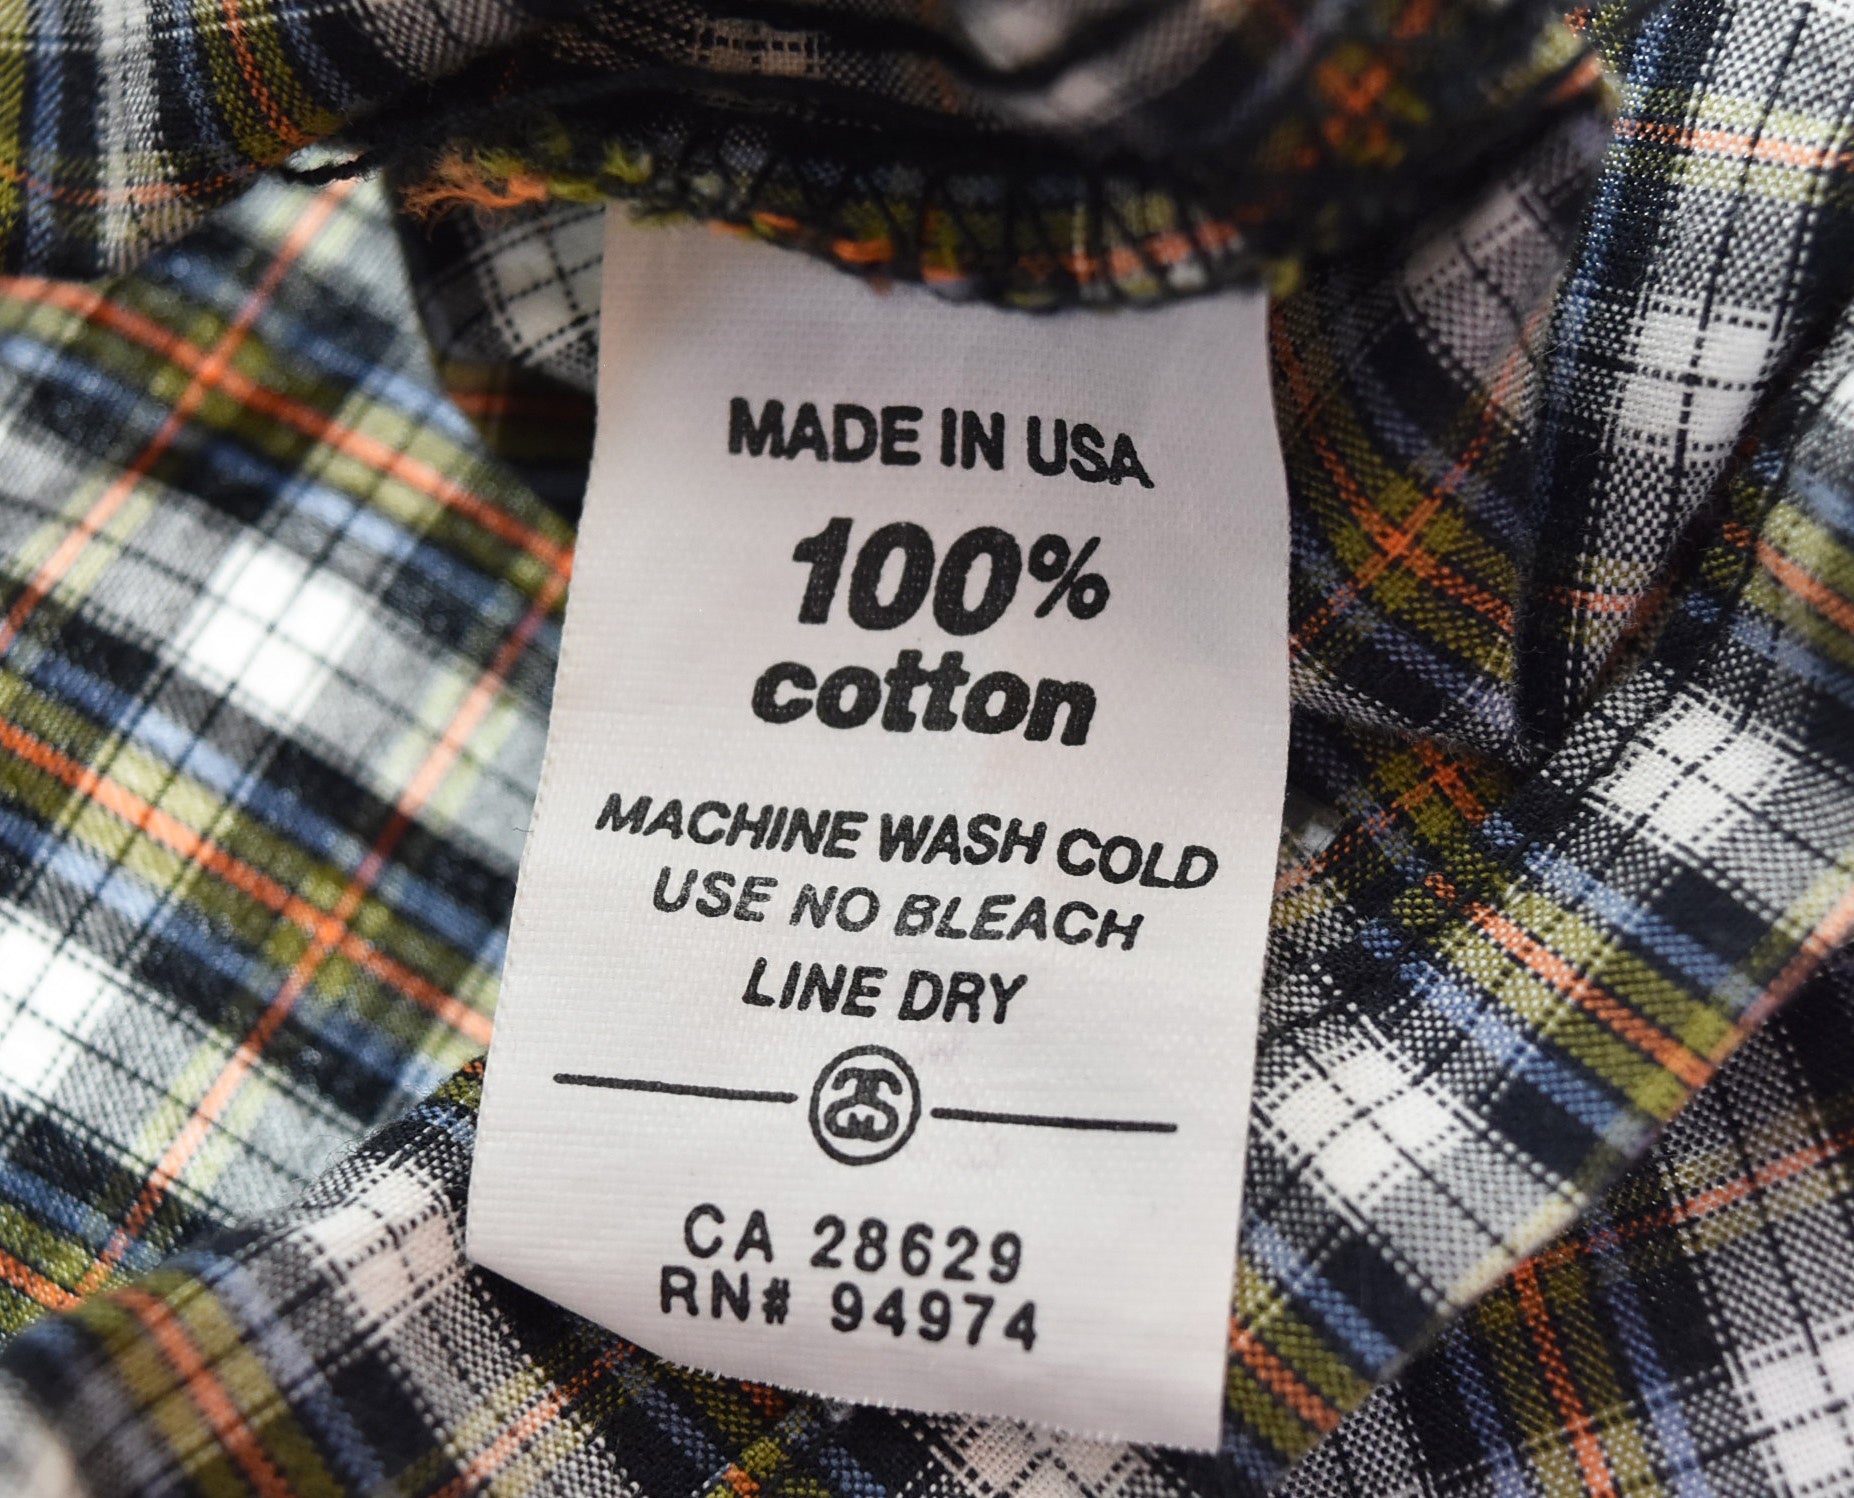 MADE IN USA
100%
cotton
MACHINE WASH COLD
USE NO BLEACH
LINE DRY
CA 28629
RN# 94974